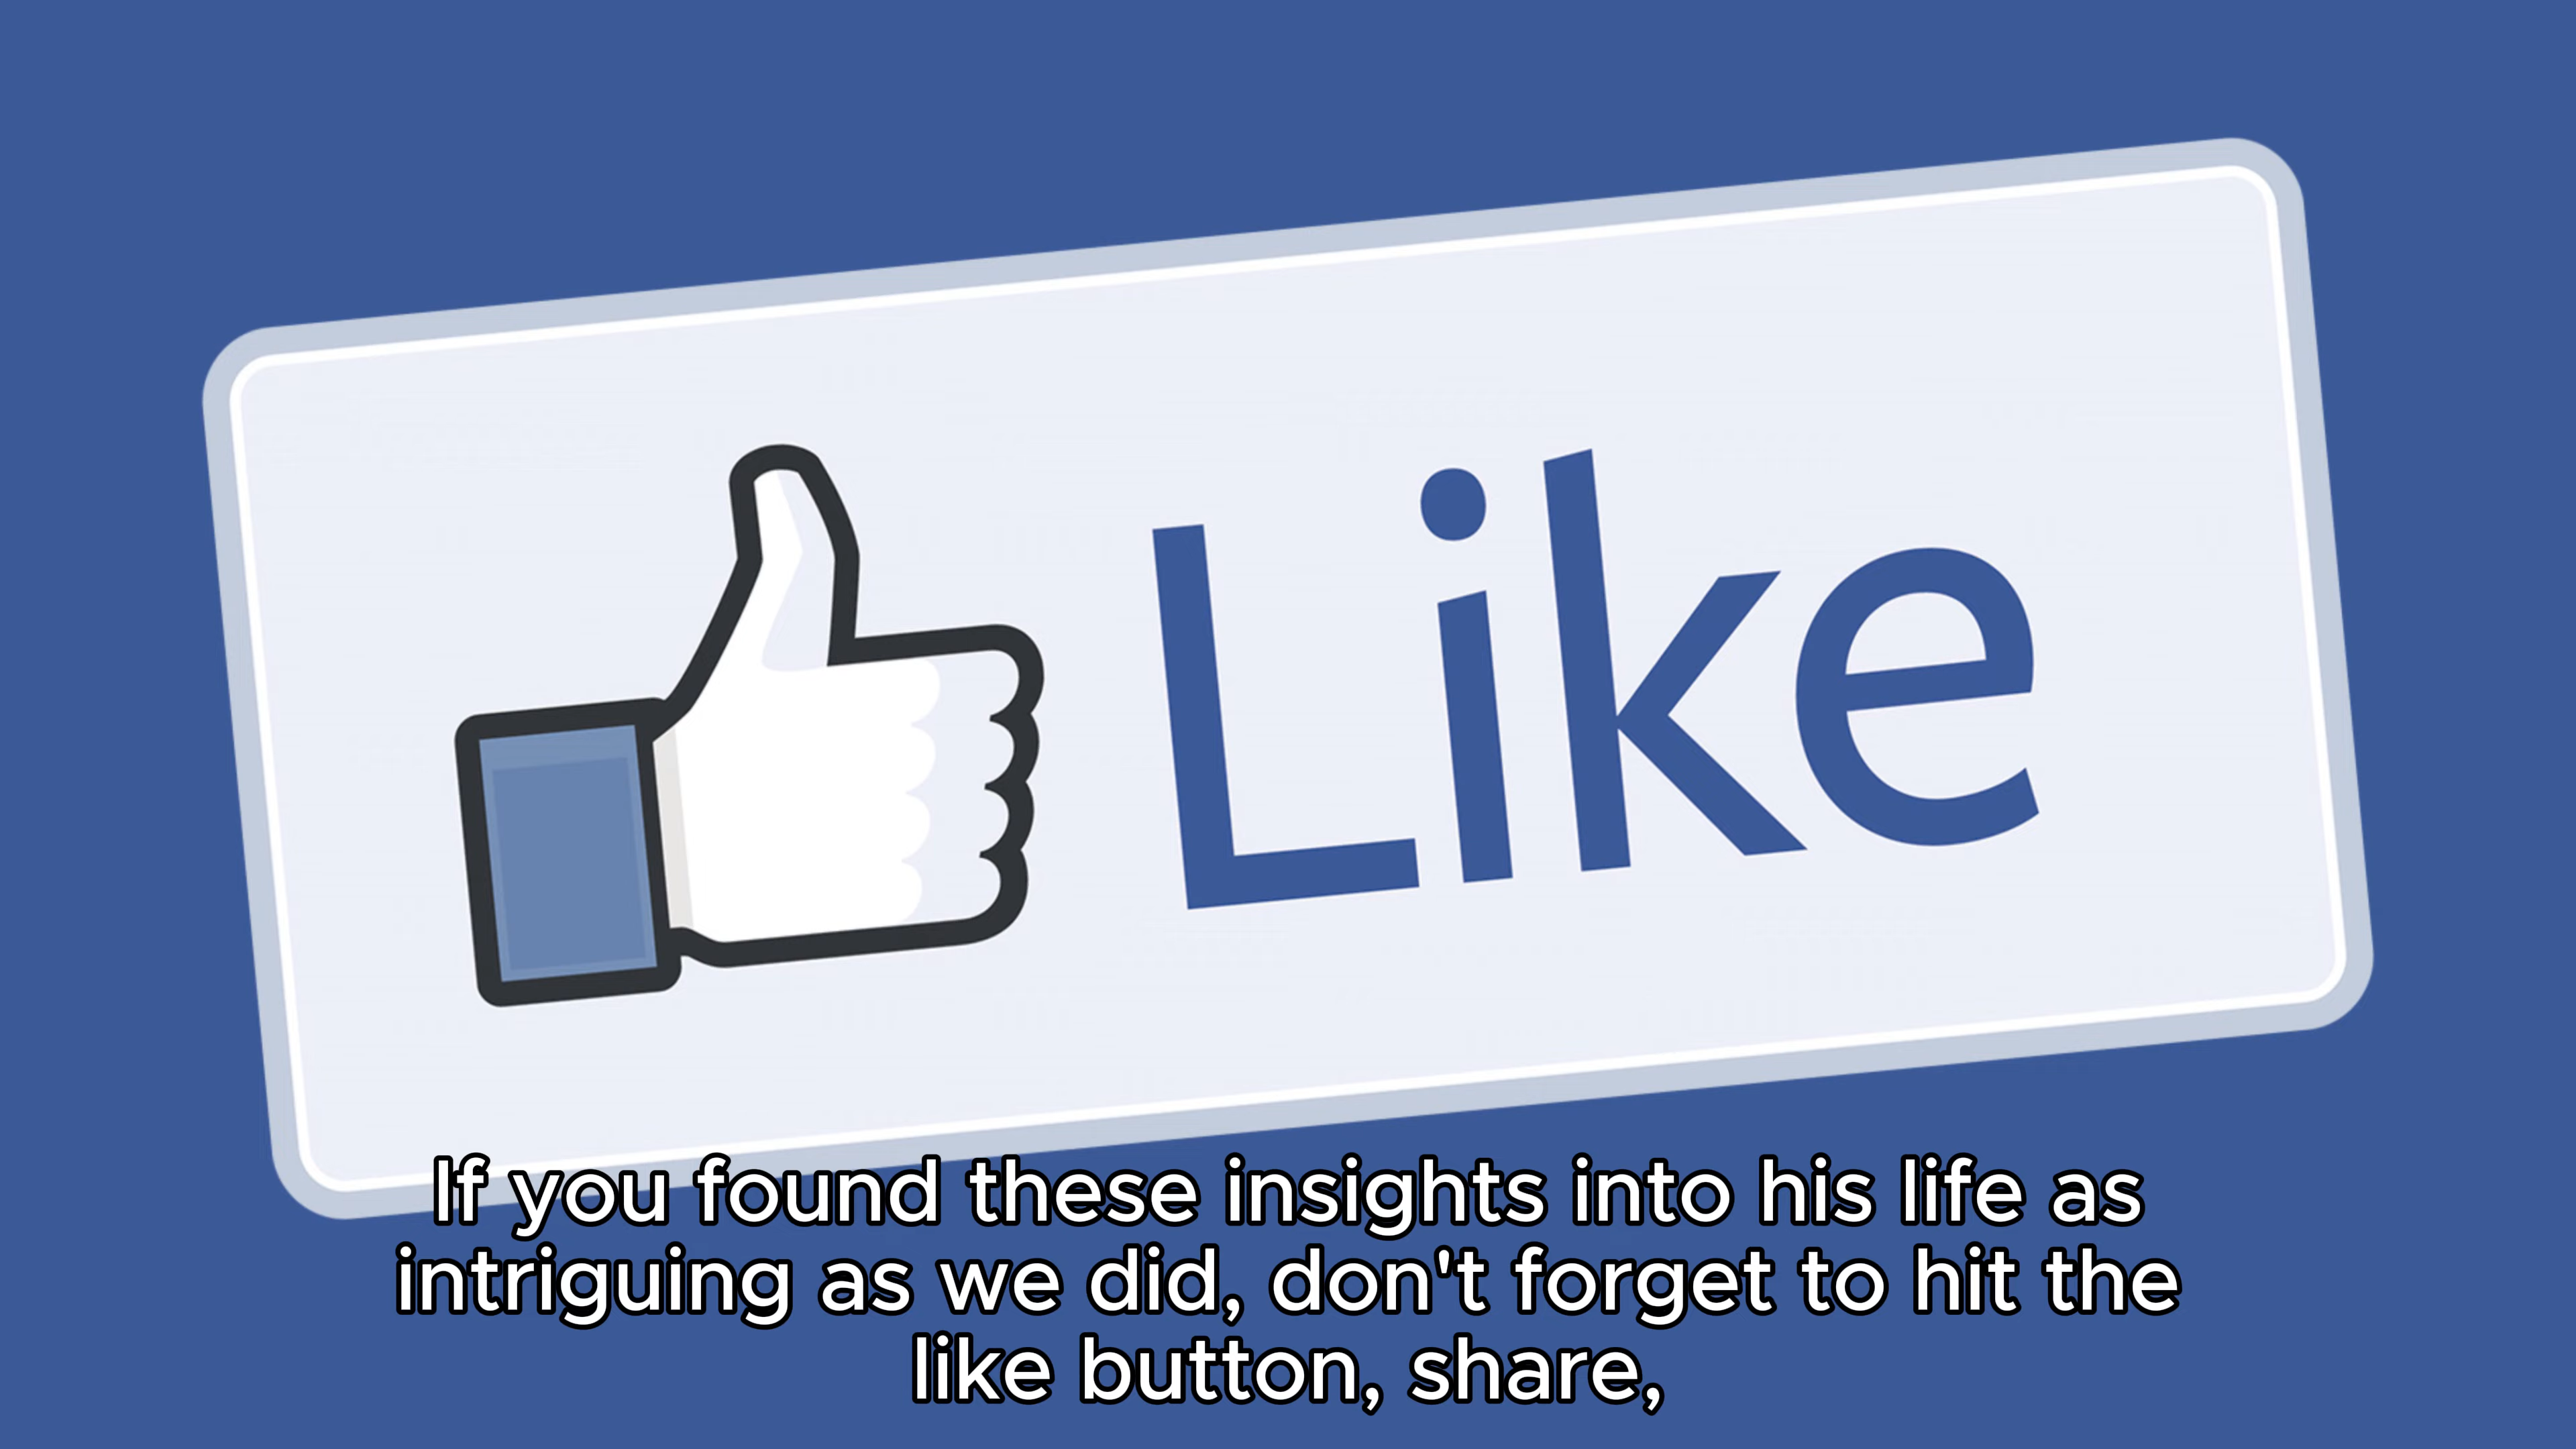 Like
If you found these insights into his life as
intriguing as we did, don't forget to hit the
like button, share,